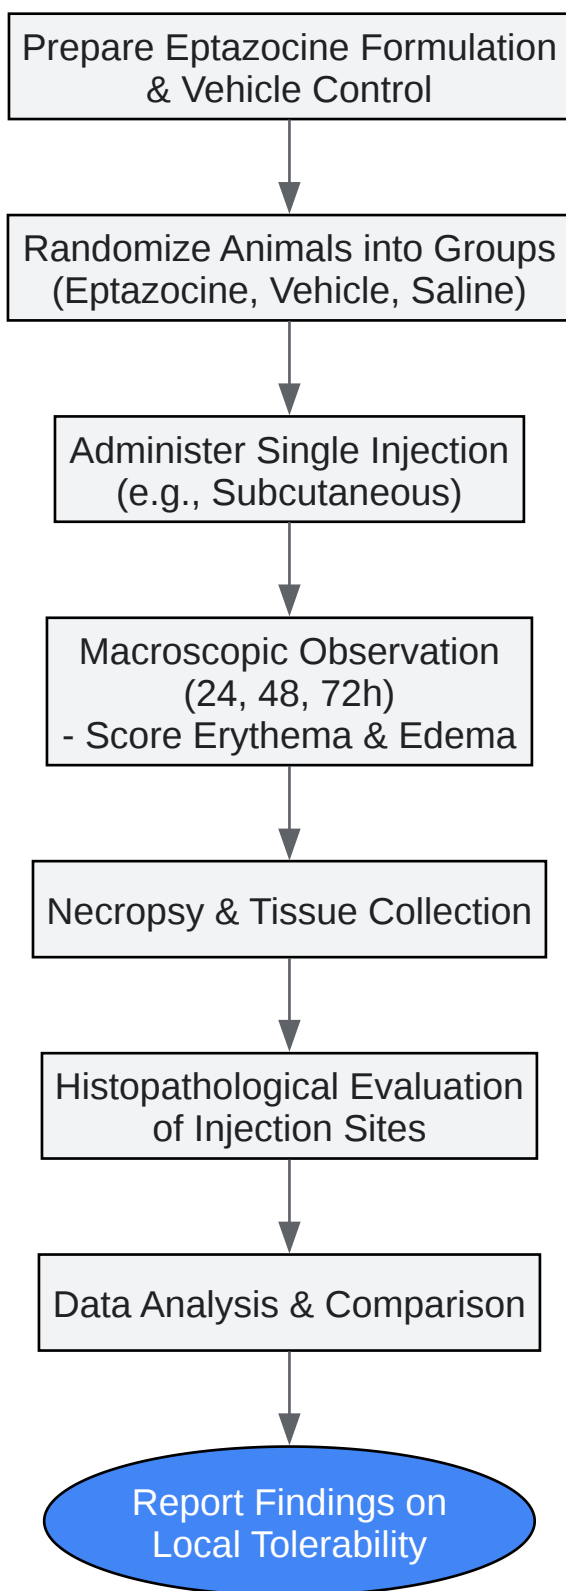 Prepare Eptazocine Formulation
& Vehicle Control
Randomize Animals into Groups
(Eptazocine, Vehicle, Saline)
Administer Single Injection
(e.g., Subcutaneous)
Macroscopic Observation
(24, 48, 72h)
- Score Erythema & Edema
Necropsy & Tissue Collection
Histopathological Evaluation
of Injection Sites
Data Analysis & Comparison
Report Findings on
Local Tolerability